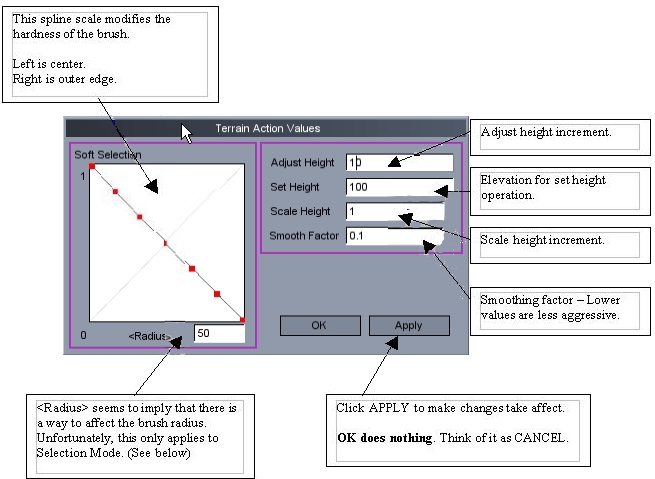 This spline scale modifies the
hardness of the brush.
Left is center.
Right is outer edge.
Terrain Action Values
Soft Selection
1
0
<Radius>
50
Adjust Height
10
Set Height
100
Scale Height
1
Smooth Factor
0.1
OK
Apply
Adjust height increment.
Elevation for set height
operation.
Scale height increment.
Smoothing factor – Lower
values are less aggressive.
<Radius> seems to imply that there is
a way to affect the brush radius.
Unfortunately, this only applies to
Selection Mode. (See below)
Click APPLY to make changes take affect.
OK does nothing. Think of it as CANCEL.